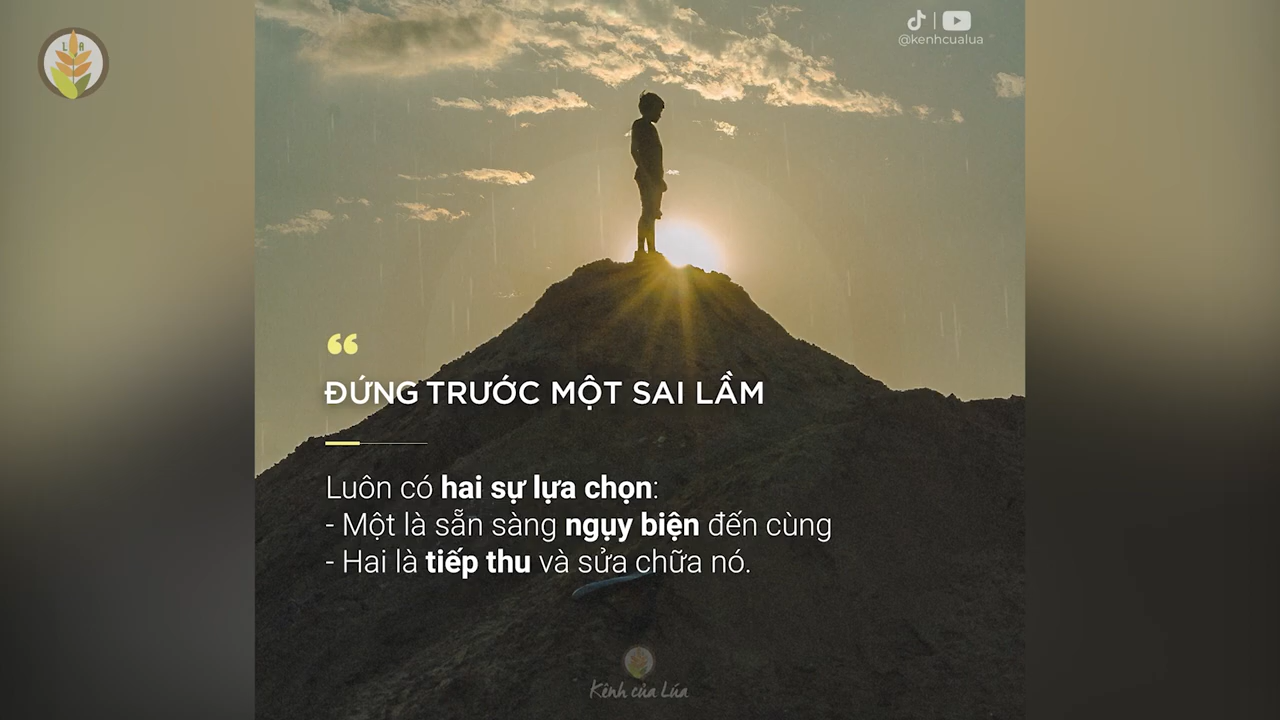 L A
@kenhcualua
ĐỨNG TRƯỚC MỘT SAI LẦM
Luôn có hai sự lựa chọn:
- Một là sẵn sàng ngụy biện đến cùng
- Hai là tiếp thu và sửa chữa nó.
Kênh của Lúa